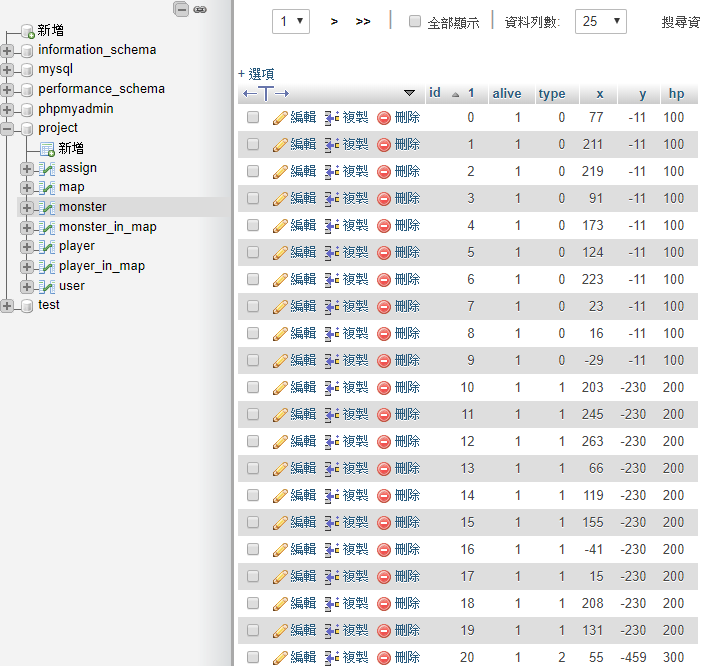 新增
information_schema
mysql
performance_schema
phpmyadmin
project
新增
assign
map
monster
monster_in_map
player
player_in_map
user
test
1 > >> 全部顯示 資料列數: 25 搜尋資
+ 選項
id 1 alive type x y hp
編輯 複製 刪除 0 1 0 77 -11 100
編輯 複製 刪除 1 1 0 211 -11 100
編輯 複製 刪除 2 1 0 219 -11 100
編輯 複製 刪除 3 1 0 91 -11 100
編輯 複製 刪除 4 1 0 173 -11 100
編輯 複製 刪除 5 1 0 124 -11 100
編輯 複製 刪除 6 1 0 223 -11 100
編輯 複製 刪除 7 1 0 23 -11 100
編輯 複製 刪除 8 1 0 16 -11 100
編輯 複製 刪除 9 1 0 -29 -11 100
編輯 複製 刪除 10 1 1 203 -230 200
編輯 複製 刪除 11 1 1 245 -230 200
編輯 複製 刪除 12 1 1 263 -230 200
編輯 複製 刪除 13 1 1 66 -230 200
編輯 複製 刪除 14 1 1 119 -230 200
編輯 複製 刪除 15 1 1 155 -230 200
編輯 複製 刪除 16 1 1 -41 -230 200
編輯 複製 刪除 17 1 1 15 -230 200
編輯 複製 刪除 18 1 1 208 -230 200
編輯 複製 刪除 19 1 1 131 -230 200
編輯 複製 刪除 20 1 2 55 -459 300